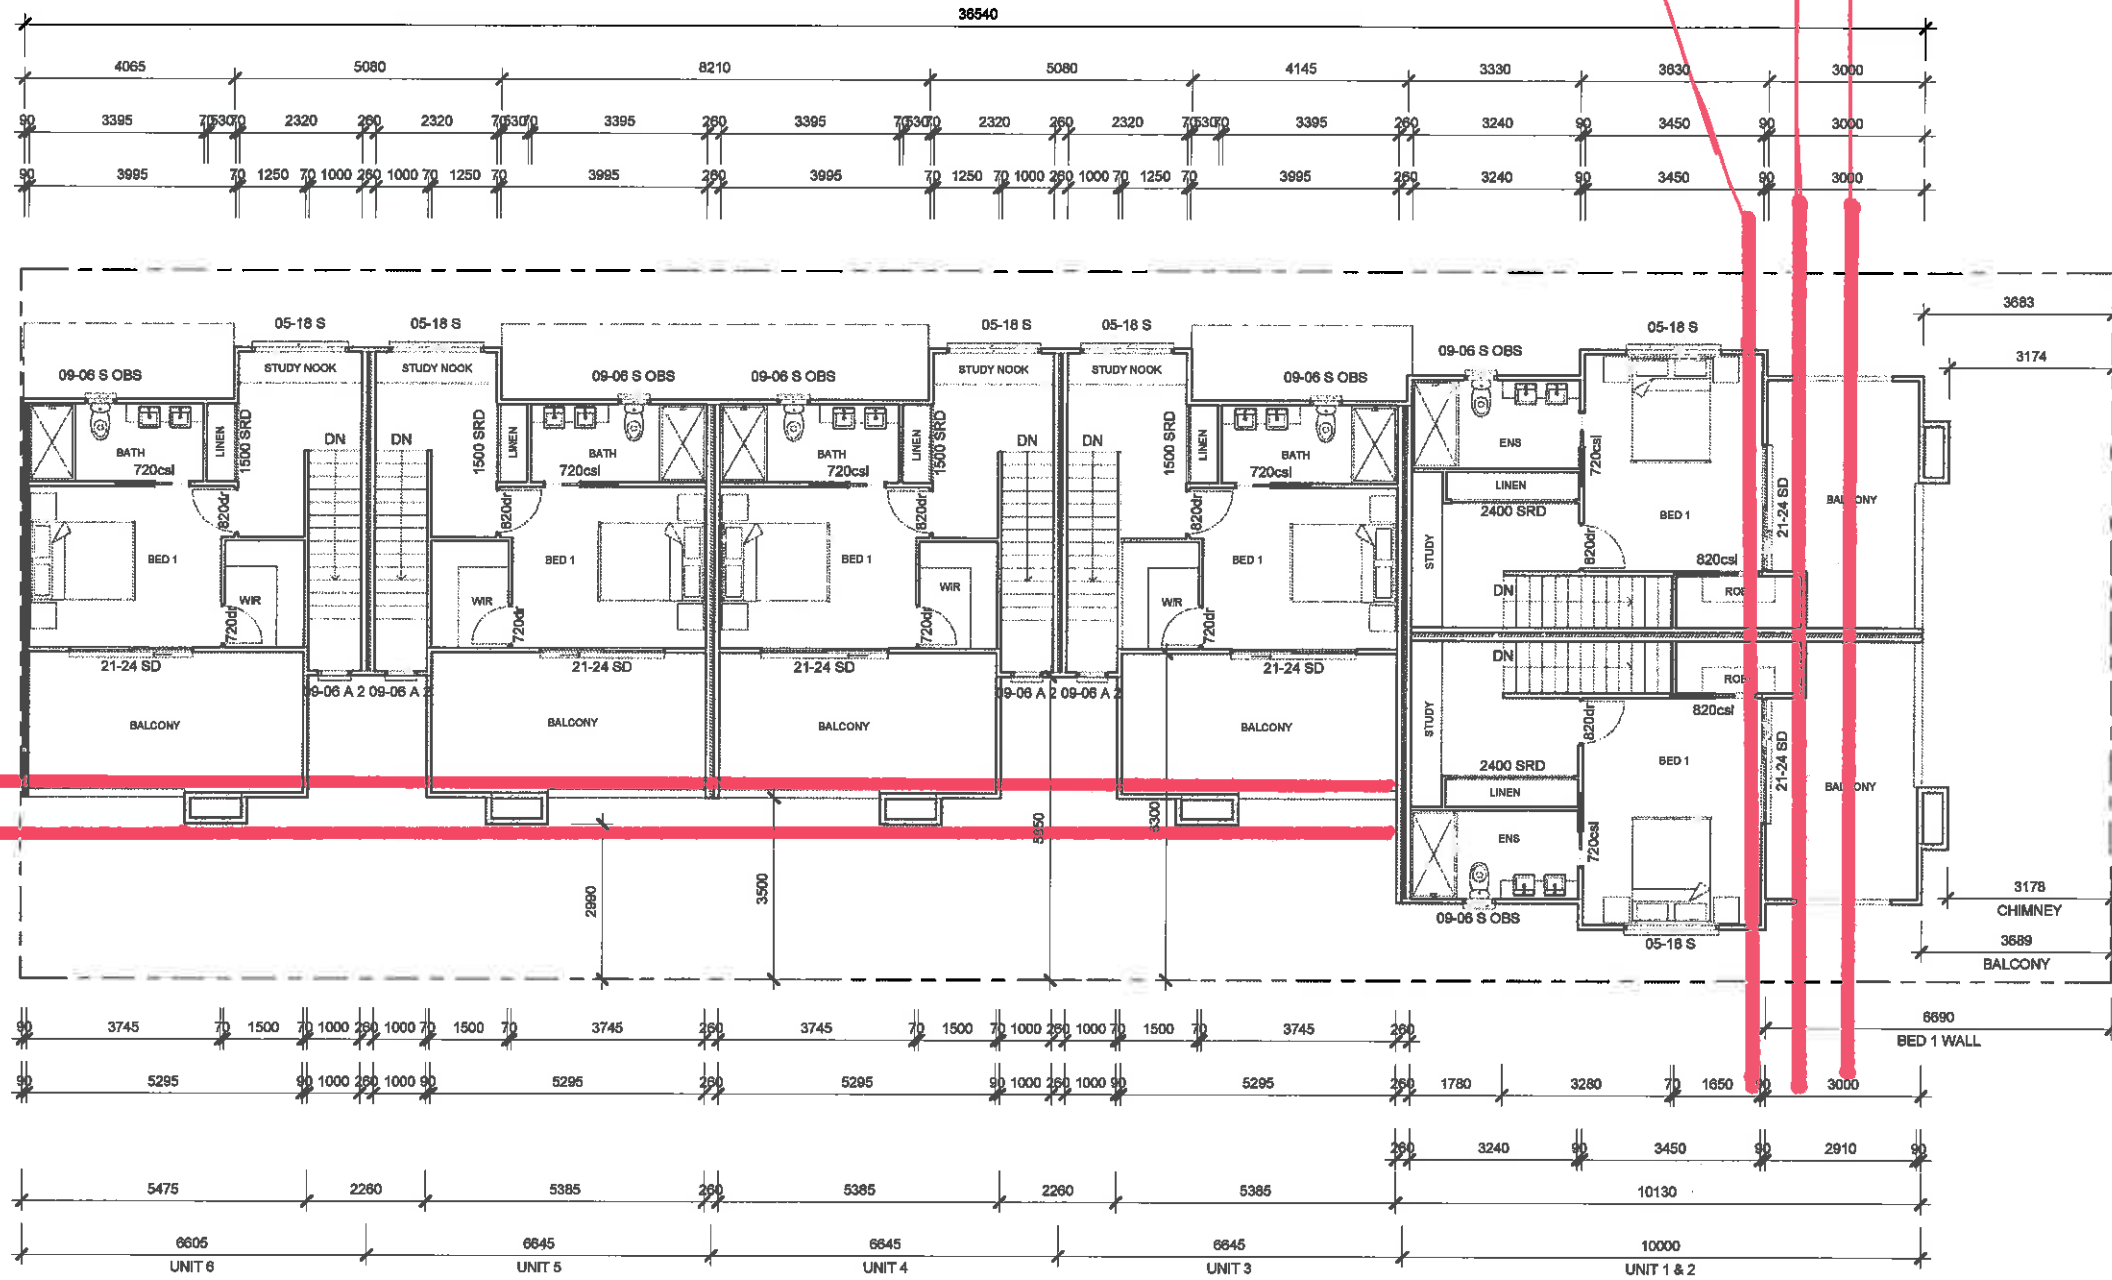 36540
4065 5080 8210 5080 4145 3330 3630 3000
90 3395 70 530 70 2320 260 2320 70 530 70 3395 260 3395 70 530 70 2320 260 2320 70 530 70 3395 260 3240 90 3450 90 3000
90 3995 70 1250 70 1000 260 1000 70 1250 70 3995 260 3995 70 1250 70 1000 260 1000 70 1250 70 3995 260 3240 90 3450 90 3000
3683
05-18 S 05-18 S 05-18 S 05-18 S 05-18 S
09-06 S OBS 09-06 S OBS 09-06 S OBS 09-06 S OBS 09-06 S OBS
3174
STUDY NOOK STUDY NOOK STUDY NOOK STUDY NOOK
LINEN 1500 SRD 1500 SRD LINEN LINEN 1500 SRD 1500 SRD LINEN
DN DN DN DN
BATH BATH BATH BATH ENS
720csl 720csl 720csl 720csl 720csl
LINEN
2400 SRD
820dr 820dr 820dr 820dr
BED 1 21-24 SD BALCONY
BED 1 BED 1 BED 1 BED 1
STUDY 820dr 820csl
WIR WIR WIR WIR
DN
720dr 720dr 720dr 720dr
21-24 SD 21-24 SD 21-24 SD 21-24 SD
DN
09-06 A 2 09-06 A 2
820csl
BALCONY BALCONY BALCONY BALCONY
STUDY 820dr
BED 1 21-24 SD BALCONY
2400 SRD
LINEN
5850 5300
ENS 720csl
2990 3500
3178
CHIMNEY
09-06 S OBS
05-18 S
3689
BALCONY
6690
BED 1 WALL
90 3745 70 1500 70 1000 260 1000 70 1500 70 3745 260 3745 70 1500 70 1000 260 1000 70 1500 70 3745 260
90 5295 90 1000 260 1000 90 5295 260 5295 90 1000 260 1000 90 5295 260 1780 3280 70 1650 90 3000
260 3240 90 3450 90 2910 90
5475 2260 5385 260 5385 2260 5385 10130
6605 6645 6645 6645 10000
UNIT 6 UNIT 5 UNIT 4 UNIT 3 UNIT 1 & 2